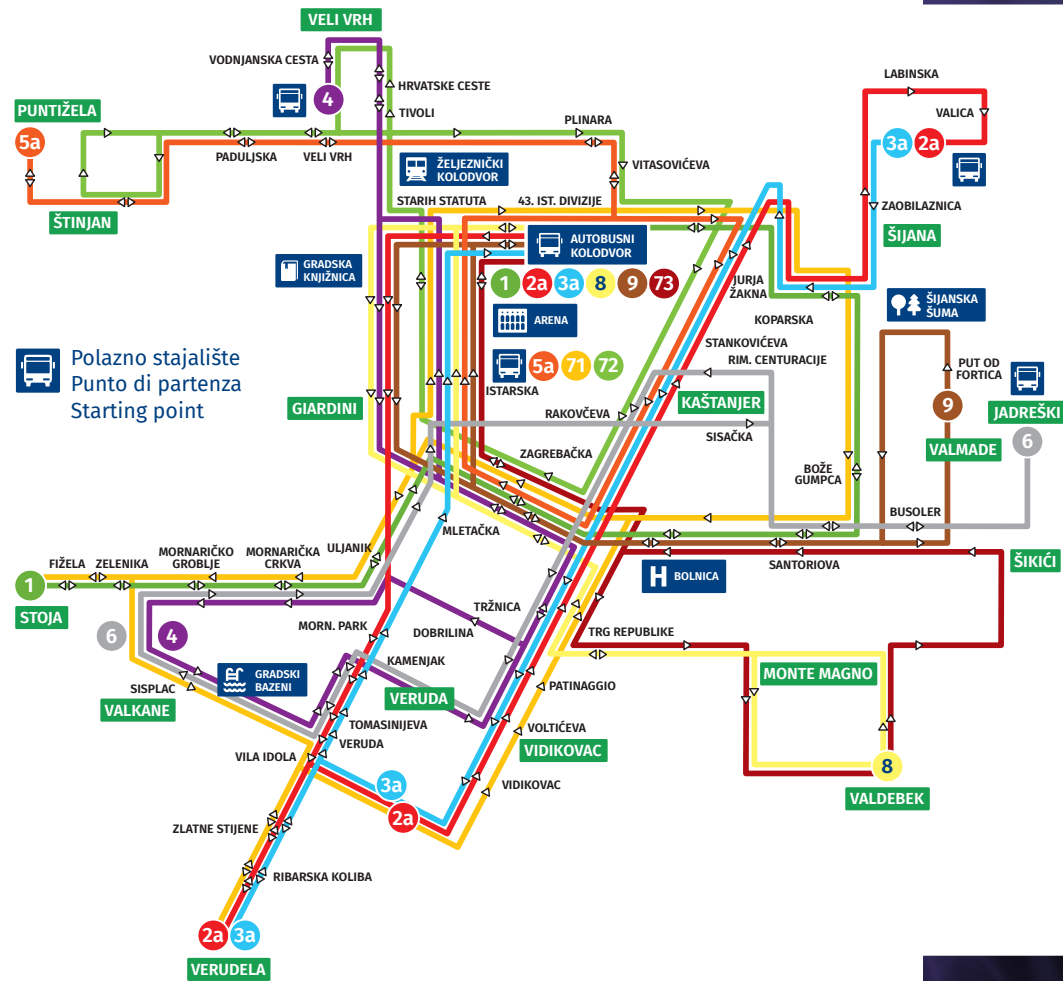 VELI VRH
VODNJANSKA CESTA
4
HRVATSKE CESTE
TIVOLI
LABINSKA
VALICA
PUNTIŽELA
5a
PLINARA
3a
2a
PADULJSKA
VELI VRH
VITASOVIĆEVA
ŽELJEZNIČKI
KOLODVOR
ŠTINJAN
STARIH STATUTA
43. IST. DIVIZIJE
ZAOBILAZNICA
ŠIJANA
GRADSKA
KNJIŽNICA
AUTOBUSNI
KOLODVOR
1
2a
3a
8
9
73
JURJA
ŽAKNA
ŠIJANSKA
ŠUMA
ARENA
KOPARSKA
STANKOVIĆEVA
RIM. CENTURACIJE
Polazno stajalište
Punto di partenza
Starting point
5a
71
72
ISTARSKA
PUT OD
FORTICA
GIARDINI
KAŠTANJER
9
JADREŠKI
RAKOVČEVA
SISAČKA
6
VALMADE
ZAGREBAČKA
BOŽE
GUMPCA
BUSOLER
MLETAČKA
FIŽELA
ZELENIKA
MORNARIČKO
GROBLJE
MORNARIČKA
CRKVA
ULJANIK
1
STOJA
H
BOLNICA
SANTORIOVA
ŠIKIĆI
6
4
MORN. PARK
TRŽNICA
DOBRILINA
TRG REPUBLIKE
KAMENJAK
GRADSKI
BAZENI
SISPLAC
VALKANE
VERUDA
PATINAGGIO
MONTE MAGNO
TOMASINIJEVA
VERUDA
VOLTIĆEVA
VIDIKOVAC
VILA IDOLA
8
3a
VIDIKOVAC
VALDEBEK
2a
ZLATNE STIJENE
RIBARSKA KOLIBA
2a
3a
VERUDELA